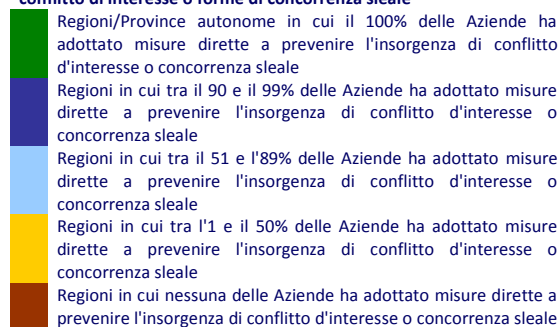 conflitto di interesse o forme di concorrenza sleale
Regioni/Province autonome in cui il 100% delle Aziende ha
adottato misure dirette a prevenire l'insorgenza di conflitto
d'interesse o concorrenza sleale
Regioni in cui tra il 90 e il 99% delle Aziende ha adottato misure
dirette a prevenire l'insorgenza di conflitto d'interesse o
concorrenza sleale
Regioni in cui tra il 51 e l'89% delle Aziende ha adottato misure
dirette a prevenire l'insorgenza di conflitto d'interesse o
concorrenza sleale
Regioni in cui tra l'1 e il 50% delle Aziende ha adottato misure
dirette a prevenire l'insorgenza di conflitto d'interesse o
concorrenza sleale
Regioni in cui nessuna delle Aziende ha adottato misure dirette a
prevenire l'insorgenza di conflitto d'interesse o concorrenza sleale